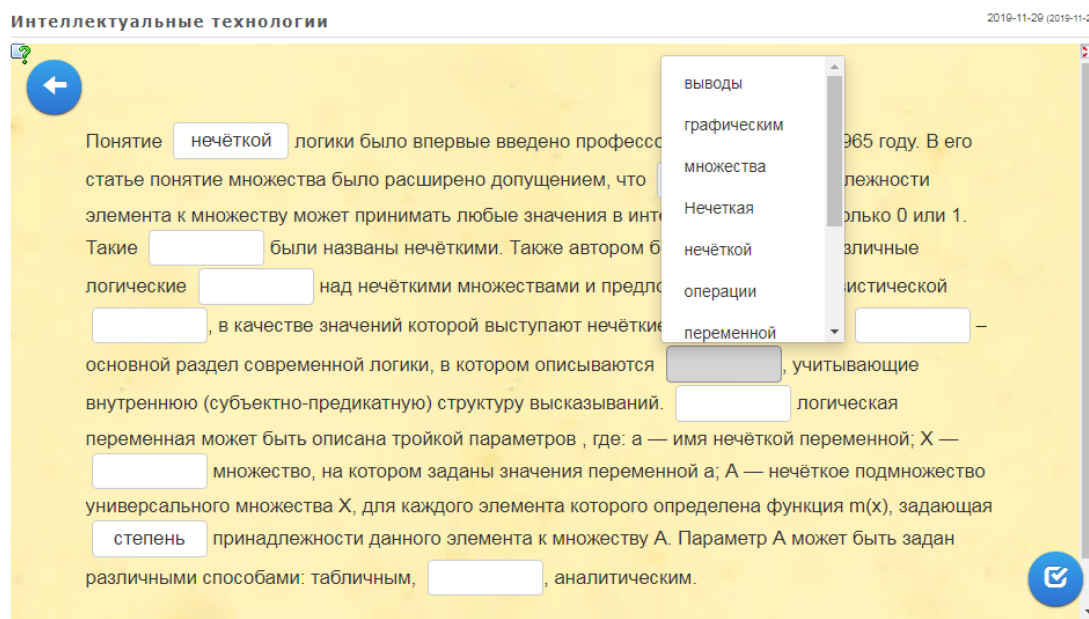 Интеллектуальные технологии
2019-11-29 (2019-11-2
Понятие нечёткой логики было впервые введено профессо 965 году. В его
статье понятие множества было расширено допущением, что лежности
элемента к множеству может принимать любые значения в инте олько 0 или 1.
Такие были названы нечёткими. Также автором б зличные
логические над нечёткими множествами и предло истической
, в качестве значений которой выступают нечёткие –
основной раздел современной логики, в котором описываются , учитывающие
внутреннюю (субъектно-предикатную) структуру высказываний. логическая
переменная может быть описана тройкой параметров , где: а — имя нечёткой переменной; X —
множество, на котором заданы значения переменной а; А — нечёткое подмножество
универсального множества X, для каждого элемента которого определена функция m(x), задающая
степень принадлежности данного элемента к множеству А. Параметр А может быть задан
различными способами: табличным, , аналитическим.
выводы
графическим
множества
Нечеткая
нечёткой
операции
переменной